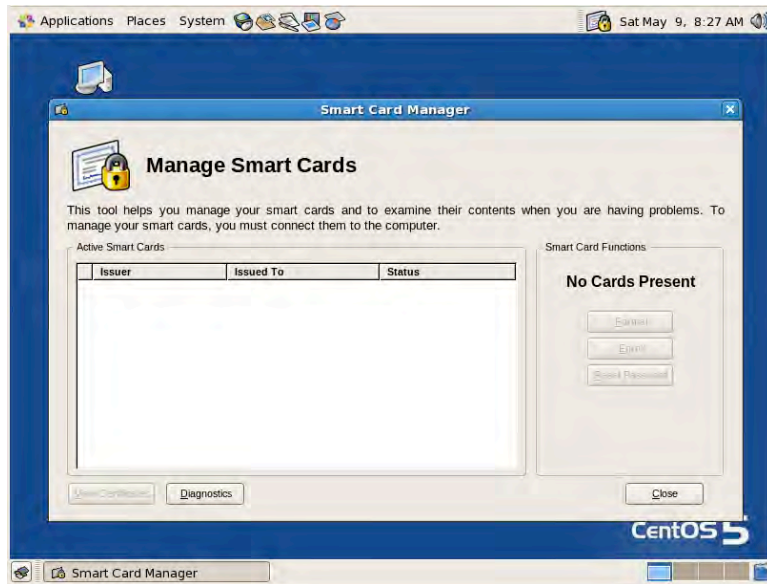 Applications Places System
Sat May 9, 8:27 AM
Smart Card Manager
Manage Smart Cards
This tool helps you manage your smart cards and to examine their contents when you are having problems. To
manage your smart cards, you must connect them to the computer.
Active Smart Cards
Smart Card Functions
Issuer Issued To Status
No Cards Present
Format
Enroll
Reset Password
View Certificates
Diagnostics
Close
CentOS 5
Smart Card Manager